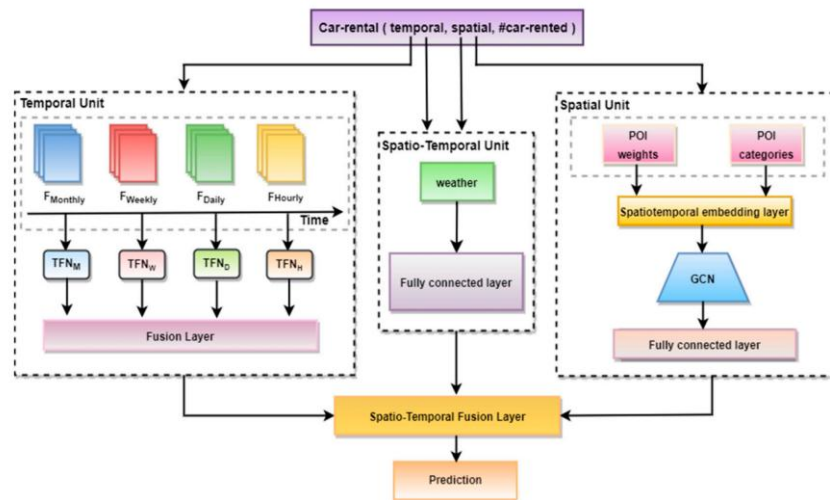 Car-rental ( temporal, spatial, #car-rented )
Temporal Unit
F_Monthly F_Weekly F_Daily F_Hourly
Time
TFN_M TFN_W TFN_D TFN_H
Fusion Layer
Spatio-Temporal Unit
weather
Fully connected layer
Spatial Unit
POI
weights
POI
categories
Spatiotemporal embedding layer
GCN
Fully connected layer
Spatio-Temporal Fusion Layer
Prediction